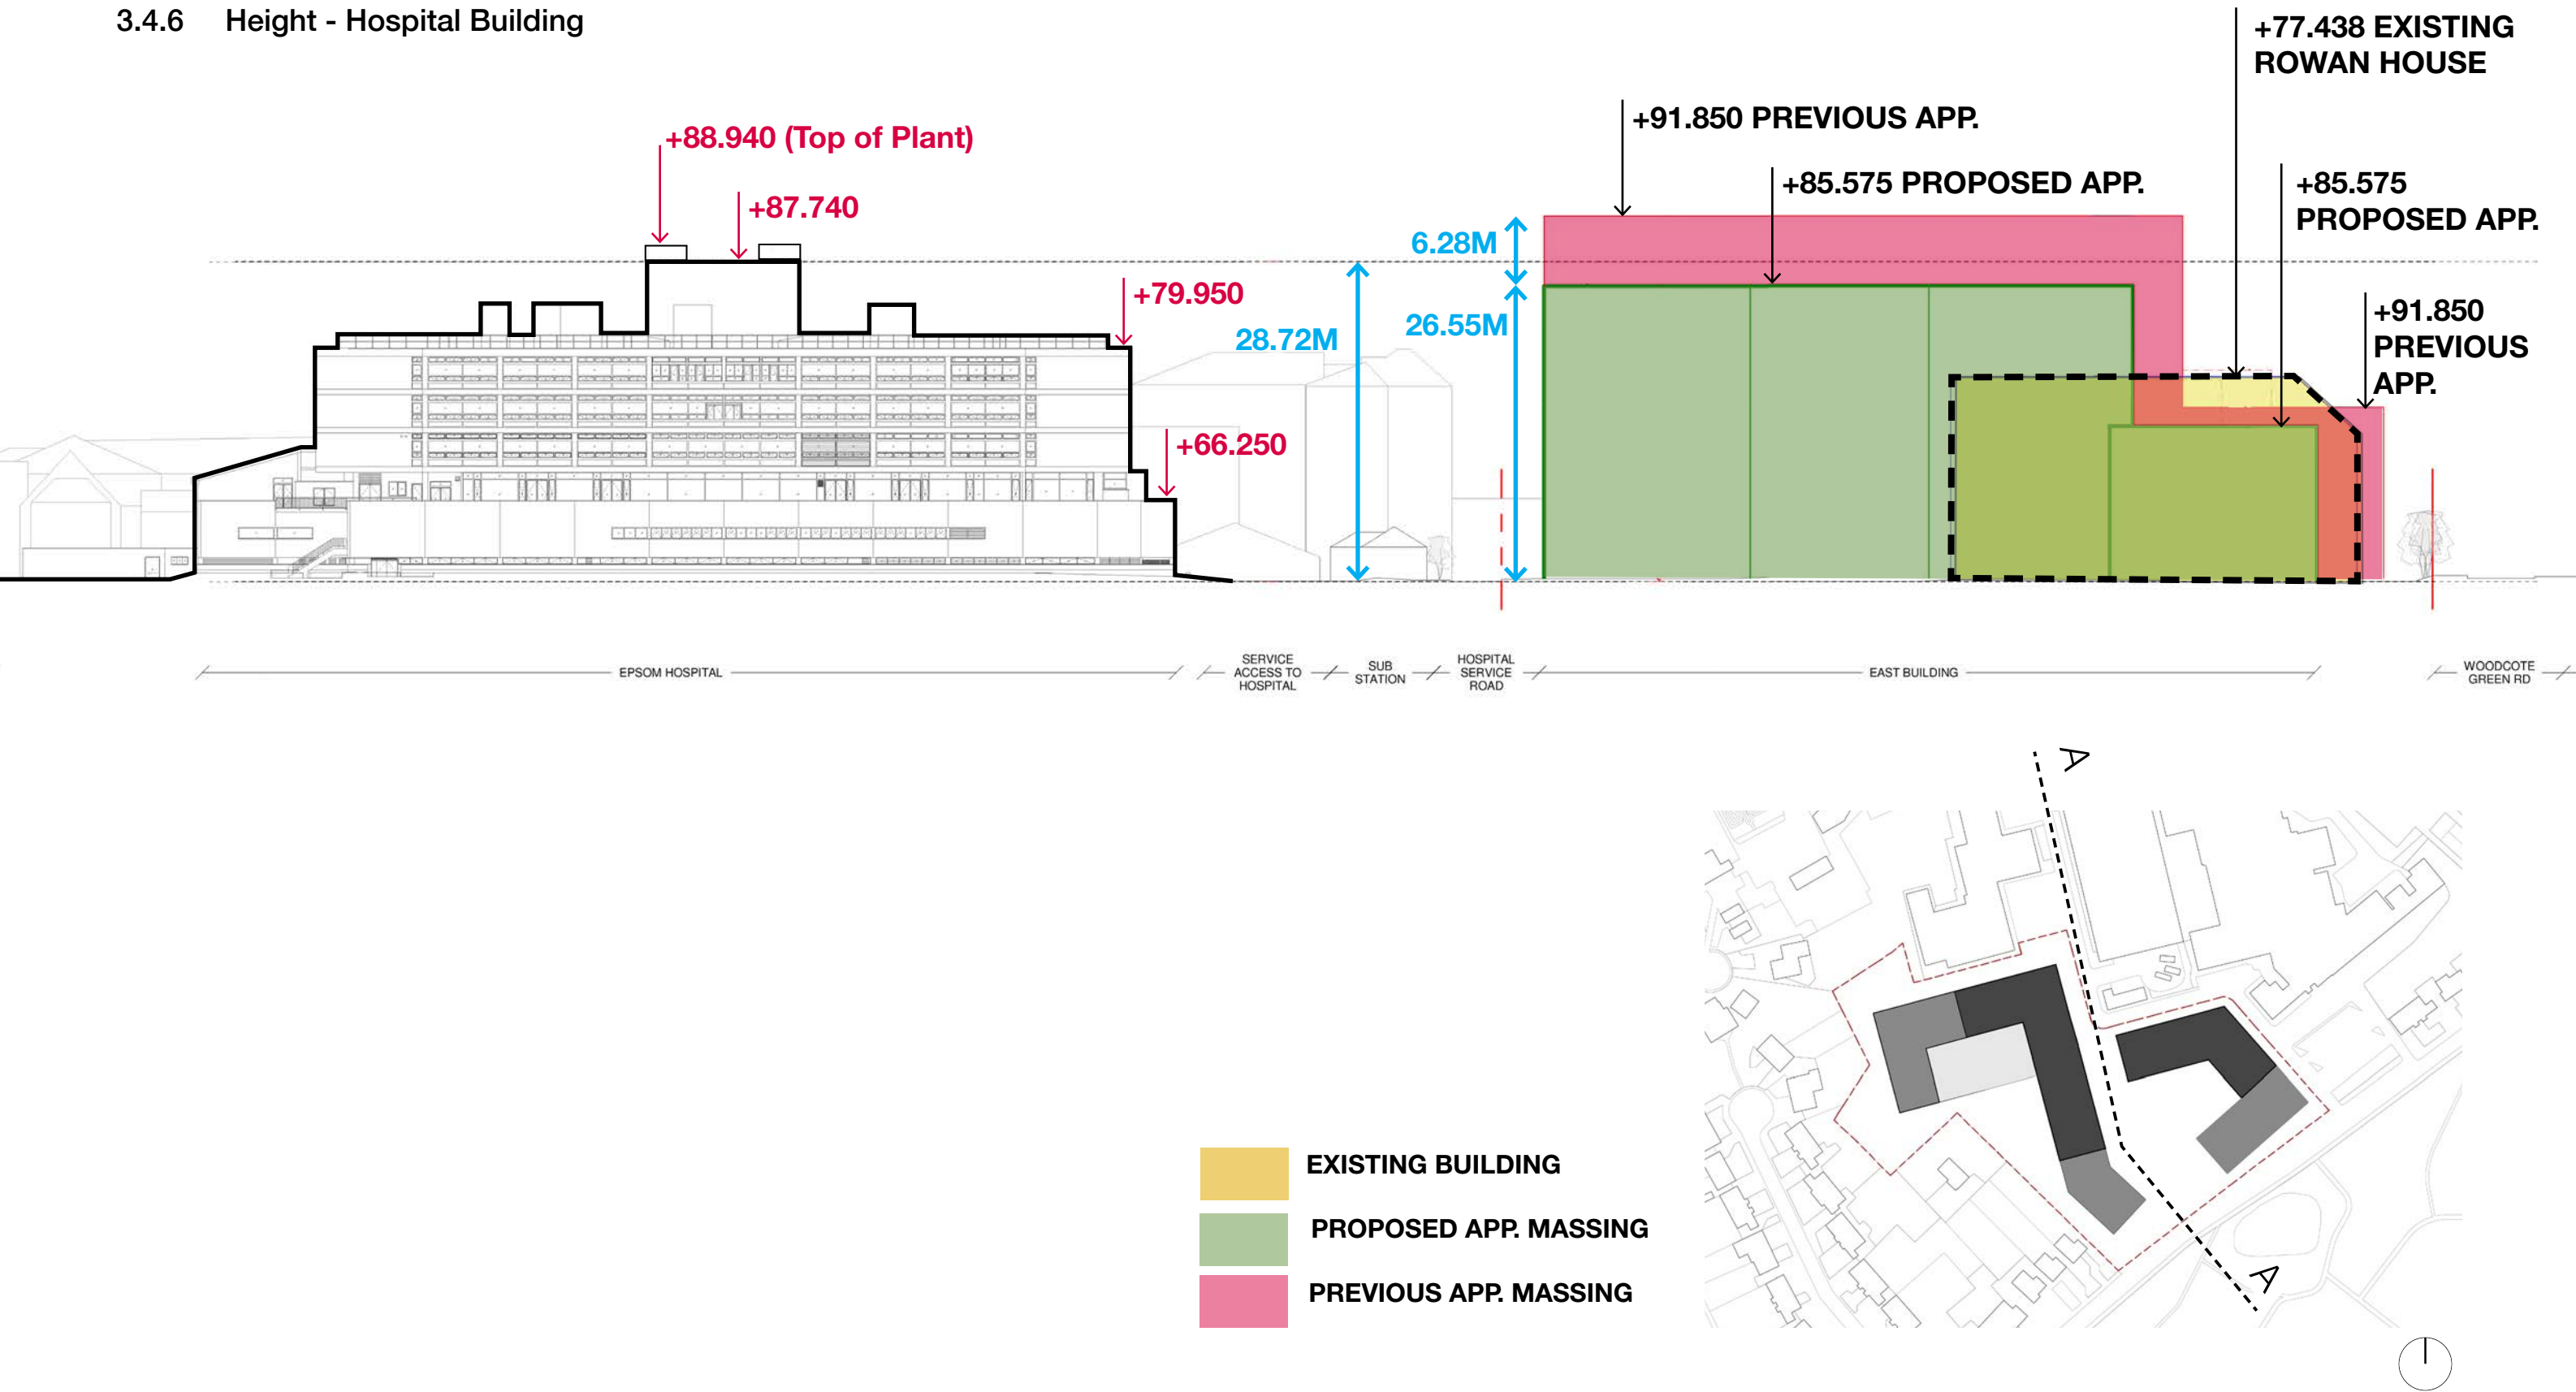 3.4.6 Height - Hospital Building
+77.438 EXISTING
ROWAN HOUSE
+91.850 PREVIOUS APP.
+88.940 (Top of Plant)
+85.575 PROPOSED APP.
+85.575
PROPOSED APP.
+87.740
6.28M
+79.950
+91.850
PREVIOUS
APP.
28.72M
26.55M
+66.250
EPSOM HOSPITAL
SERVICE
ACCESS TO
HOSPITAL
SUB
STATION
HOSPITAL
SERVICE
ROAD
EAST BUILDING
WOODCOTE
GREEN RD
A
EXISTING BUILDING
PROPOSED APP. MASSING
PREVIOUS APP. MASSING
A